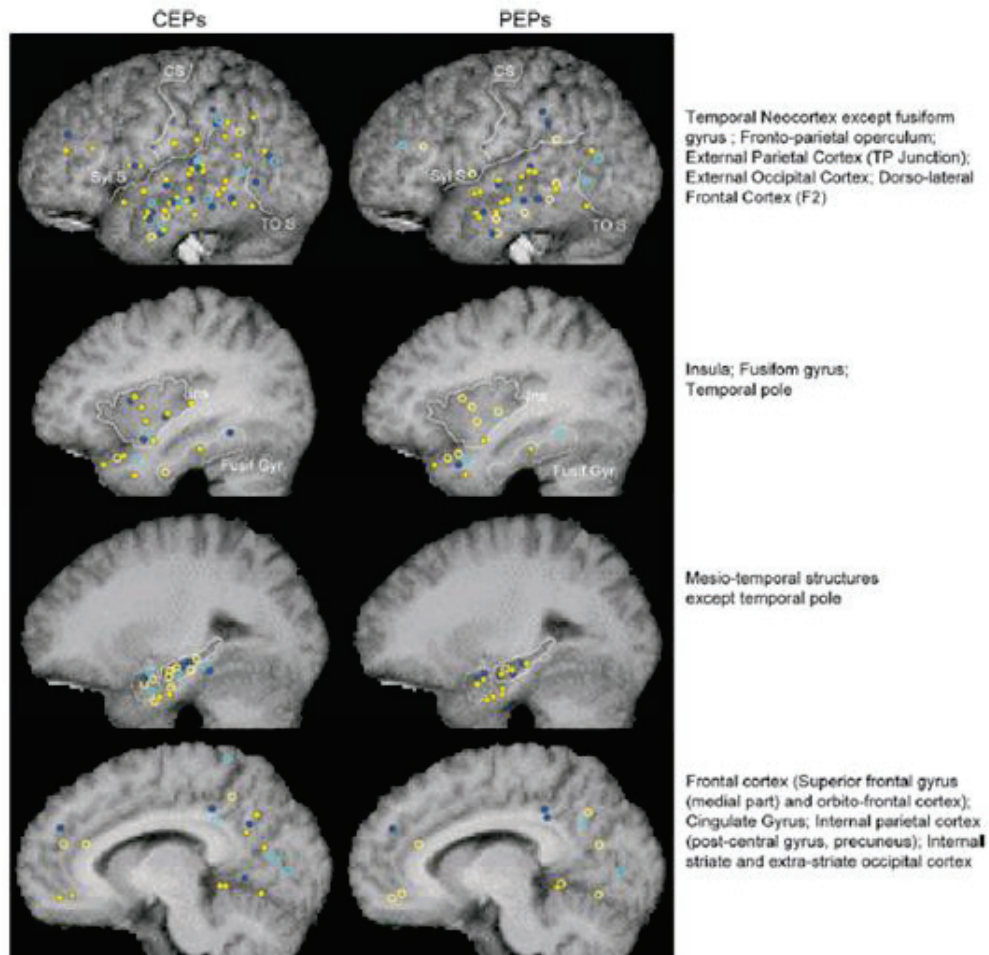 CEPs
PEPs
CS
Syl S
TO S
CS
Syl S
TO S
Temporal Neocortex except fusiform
gyrus ; Fronto-parietal operculum;
External Parietal Cortex (TP Junction);
External Occipital Cortex; Dorso-lateral
Frontal Cortex (F2)
Ins
Fusif Gyr
Ins
Fusif Gyr
Insula; Fusifom gyrus;
Temporal pole
Mesio-temporal structures
except temporal pole
Frontal cortex (Superior frontal gyrus
(medial part) and orbito-frontal cortex);
Cingulate Gyrus; Internal parietal cortex
(post-central gyrus, precuneus); Internal
striate and extra-striate occipital cortex